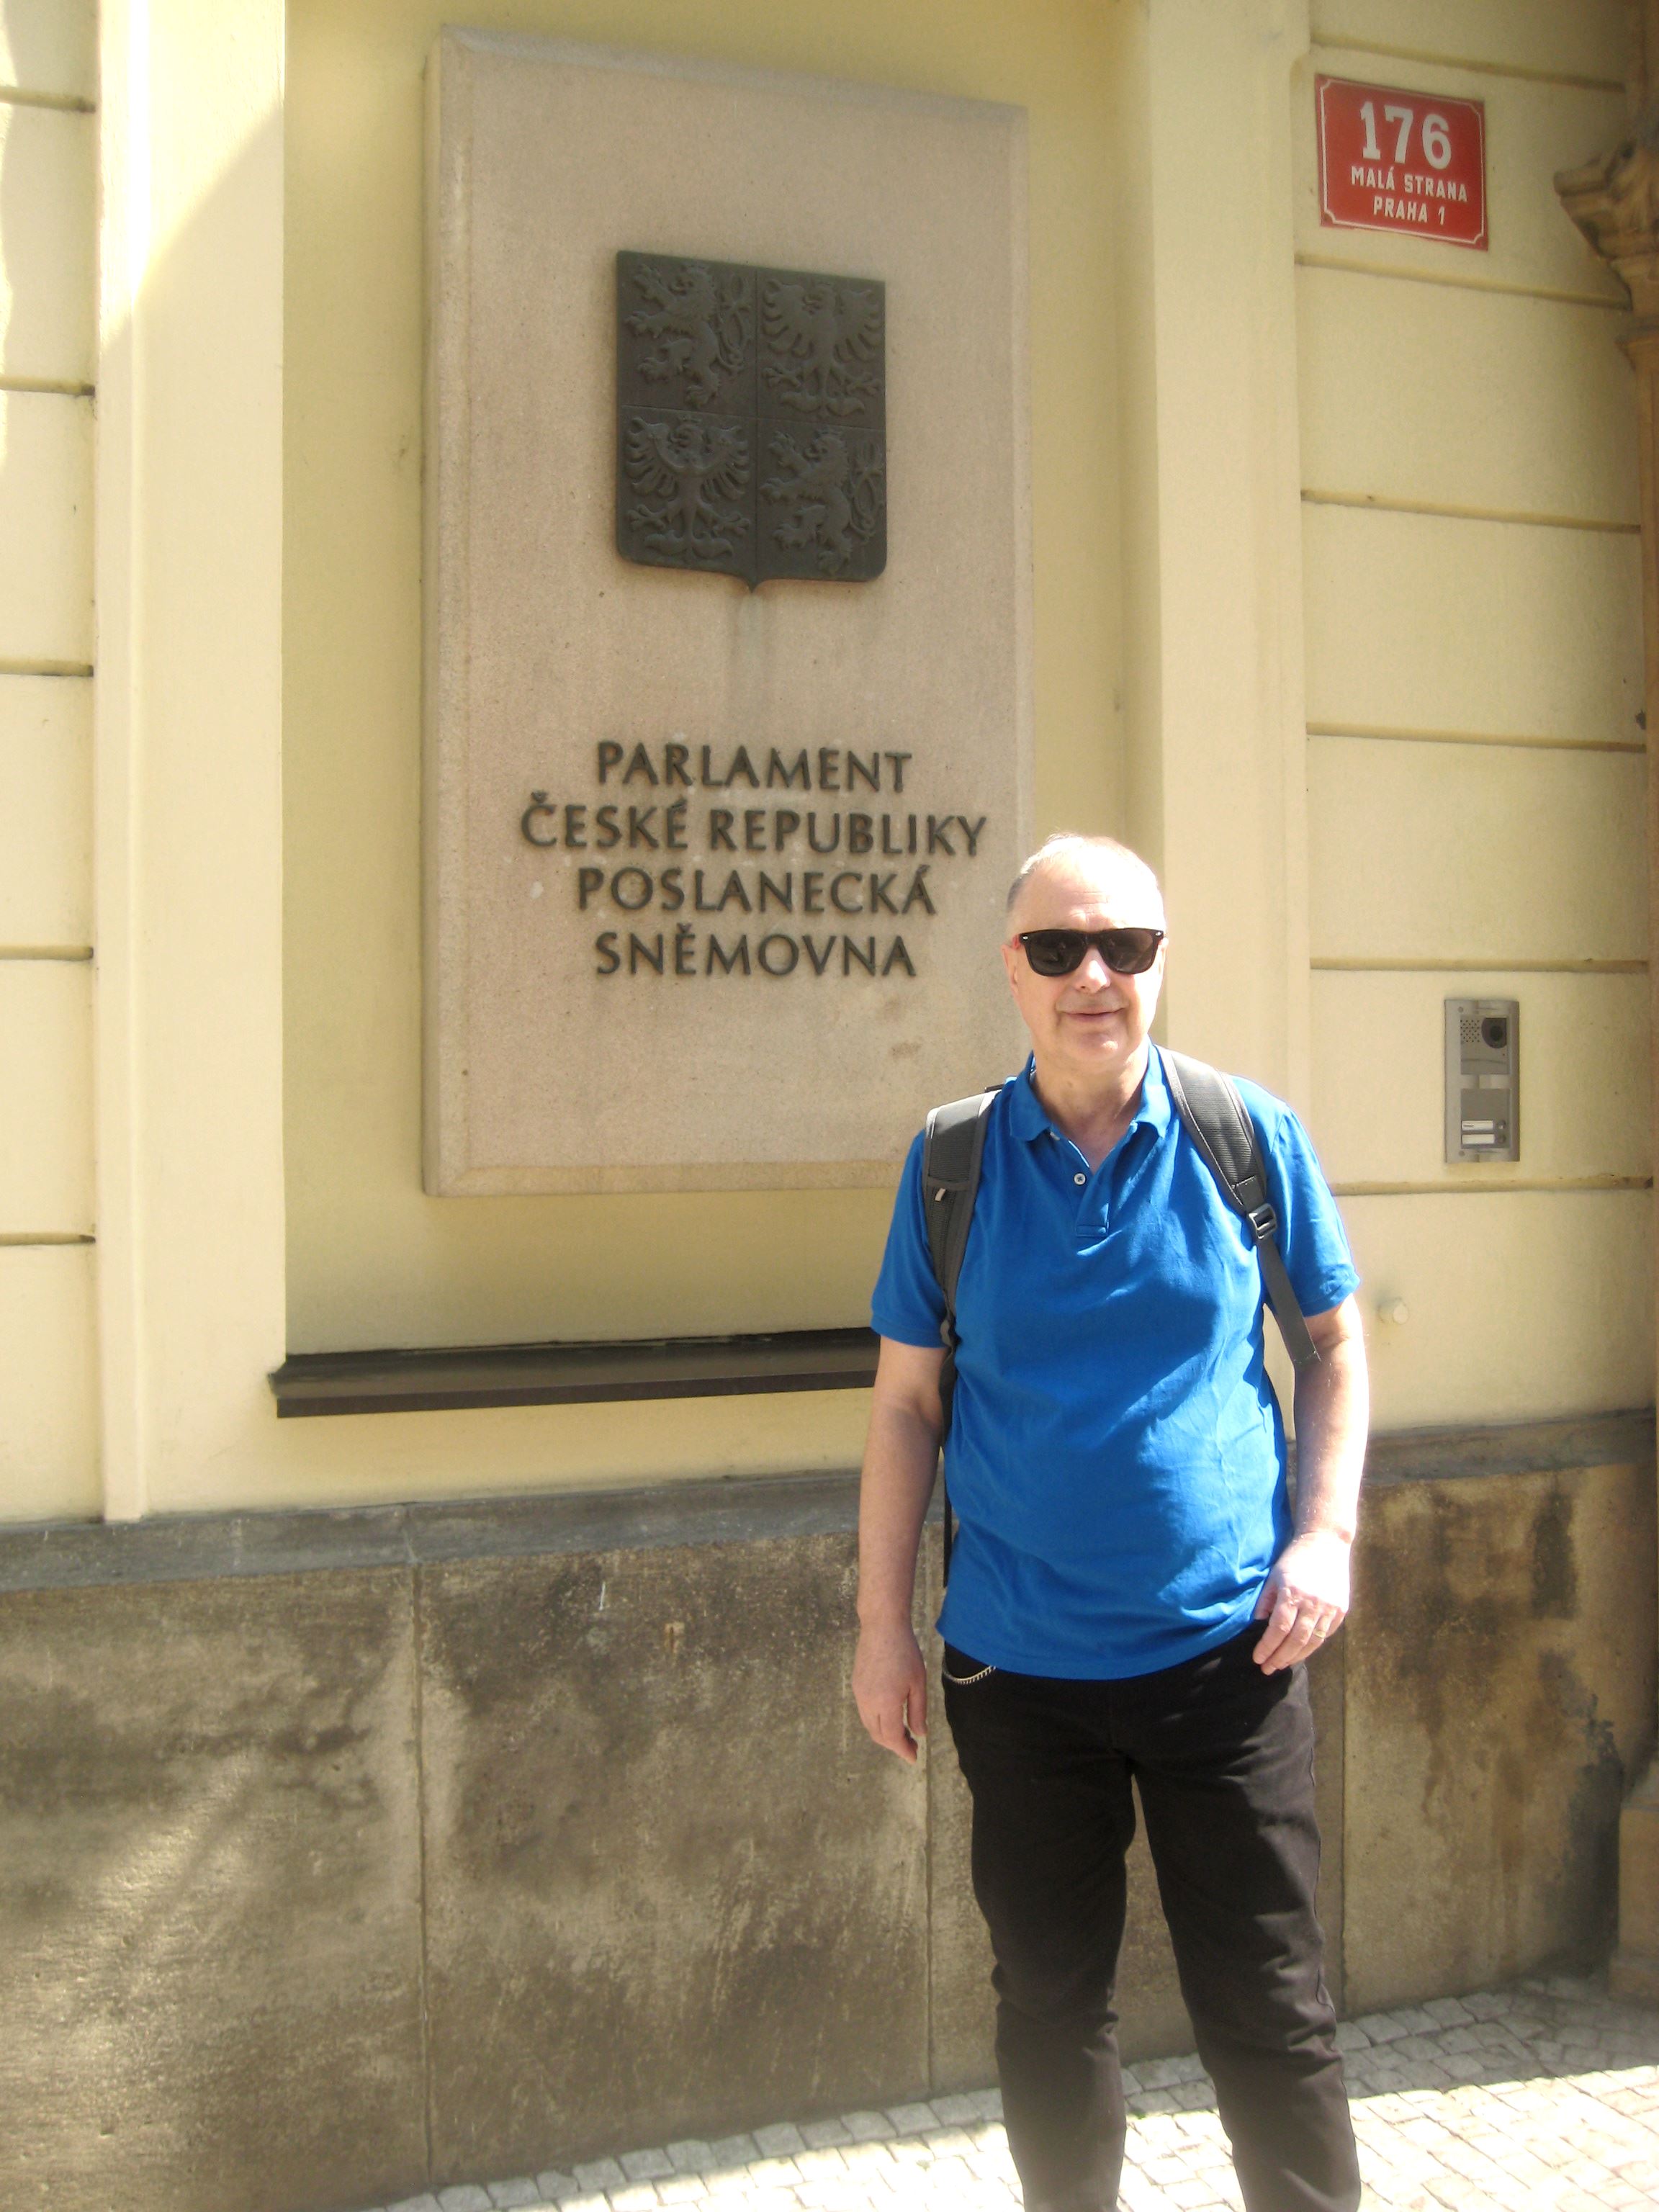 PARLAMENT
ČESKÉ REPUBLIKY
POSLANECKÁ
SNĚMOVNA
176
MALÁ STRANA
PRAHA 1